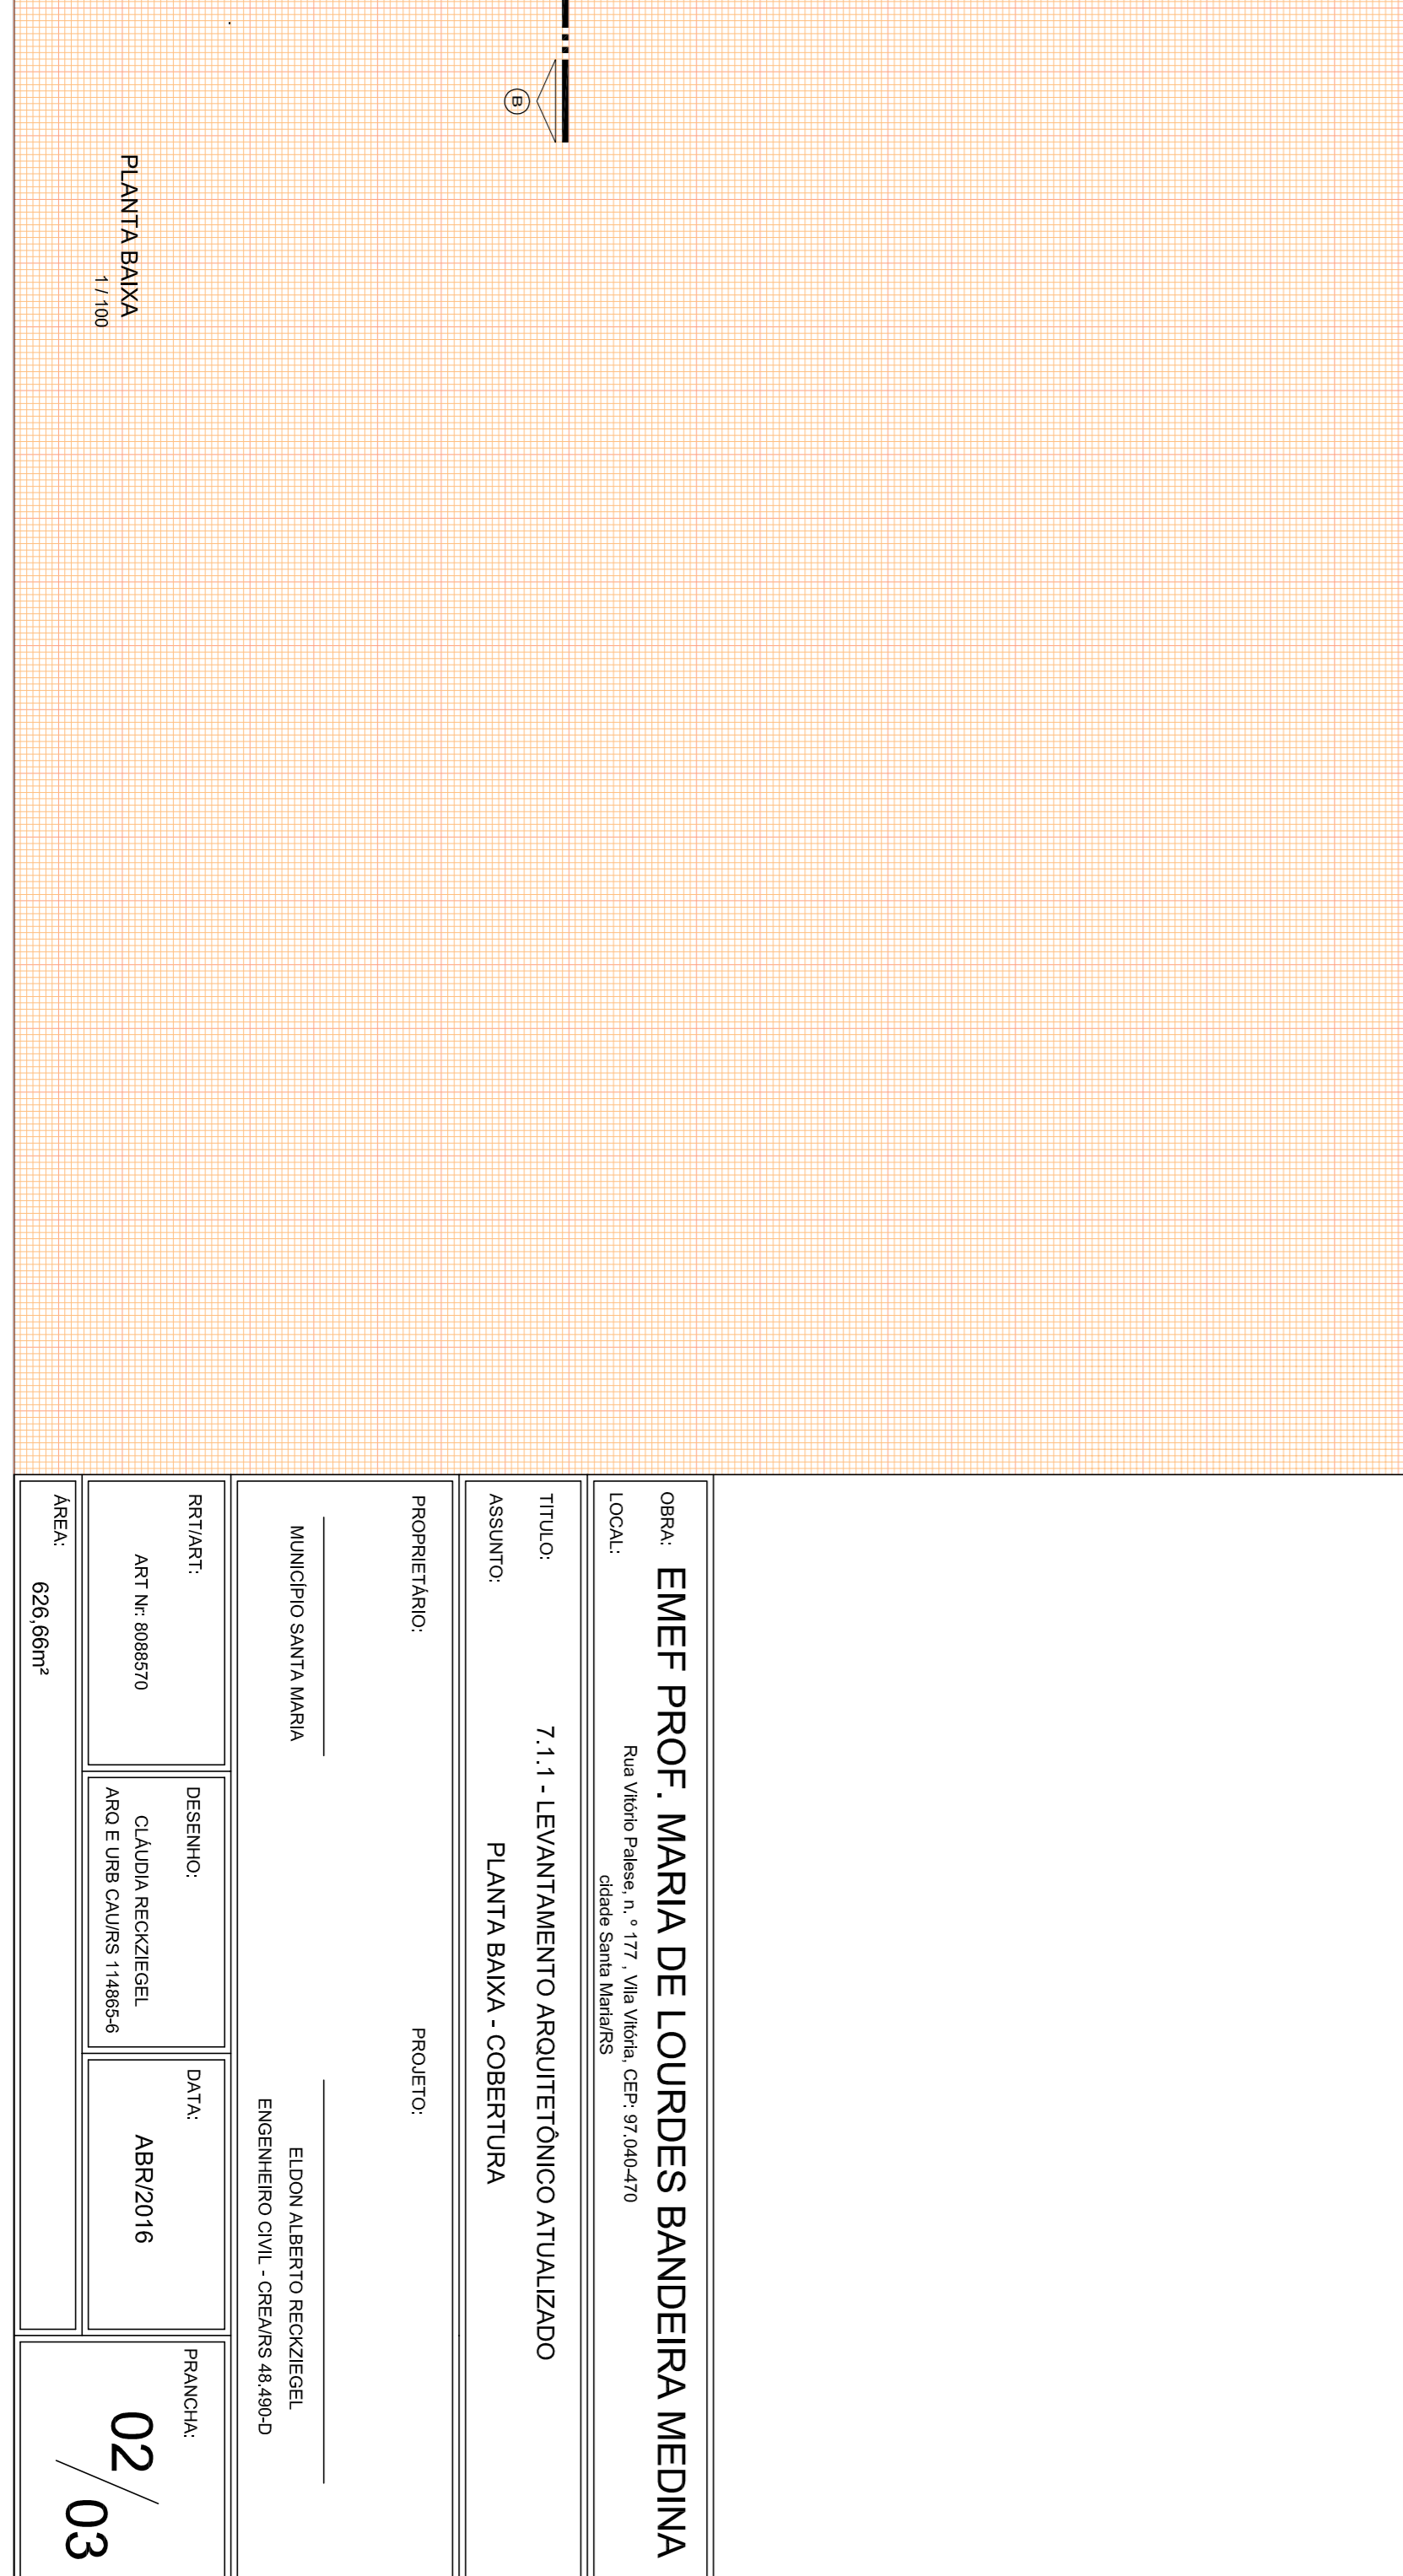 B
PLANTA BAIXA
1 / 100
OBRA: EMEF PROF. MARIA DE LOURDES BANDEIRA MEDINA
LOCAL: Rua Vitório Palese, n. º 177 , Vila Vitória, CEP: 97.040-470
cidade Santa Maria/RS
TITULO: 7.1.1 - LEVANTAMENTO ARQUITETÔNICO ATUALIZADO
ASSUNTO: PLANTA BAIXA - COBERTURA
PROPRIETÁRIO:
MUNICÍPIO SANTA MARIA
PROJETO:
ELDON ALBERTO RECKZIEGEL
ENGENHEIRO CIVIL - CREA/RS 48.490-D
RRT/ART:
ART Nr: 8088570
DESENHO:
CLÁUDIA RECKZIEGEL
ARQ E URB CAU/RS 114865-6
DATA:
ABR/2016
PRANCHA:
02/03
ÁREA:
626,66m²